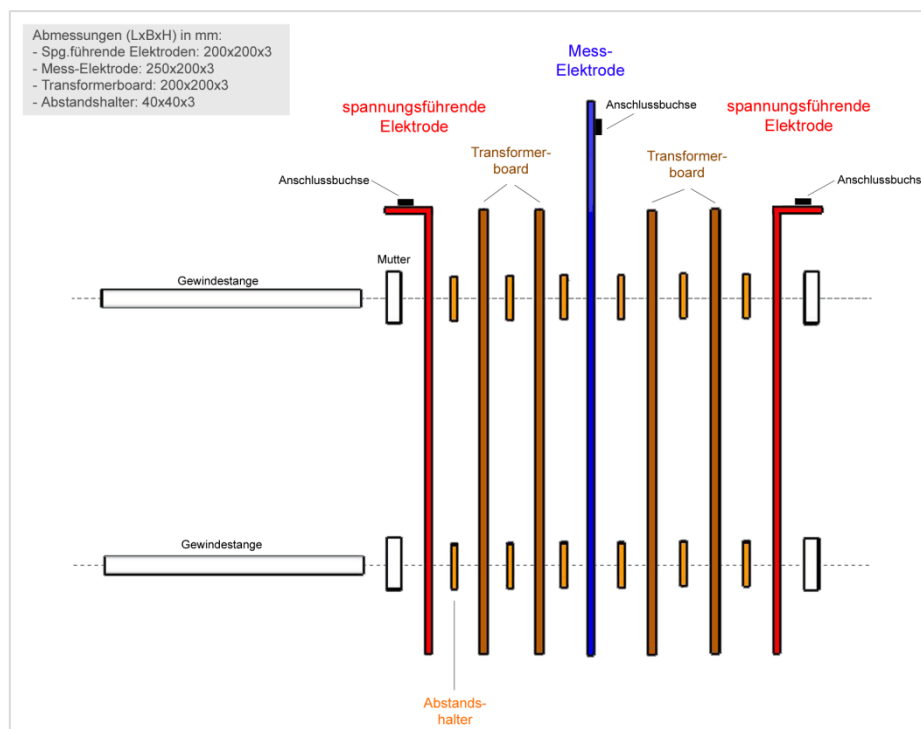 Abmessungen (LxBxH) in mm:
- Spg.führende Elektroden: 200x200x3
- Mess-Elektrode: 250x200x3
- Transformerboard: 200x200x3
- Abstandshalter: 40x40x3
Mess-
Elektrode
spannungsführende
Elektrode
Anschlussbuchse
spannungsführende
Elektrode
Transformer-
board
Transformer-
board
Anschlussbuchse
Anschlussbuchs
Mutter
Gewindestange
Gewindestange
Abstands-
halter